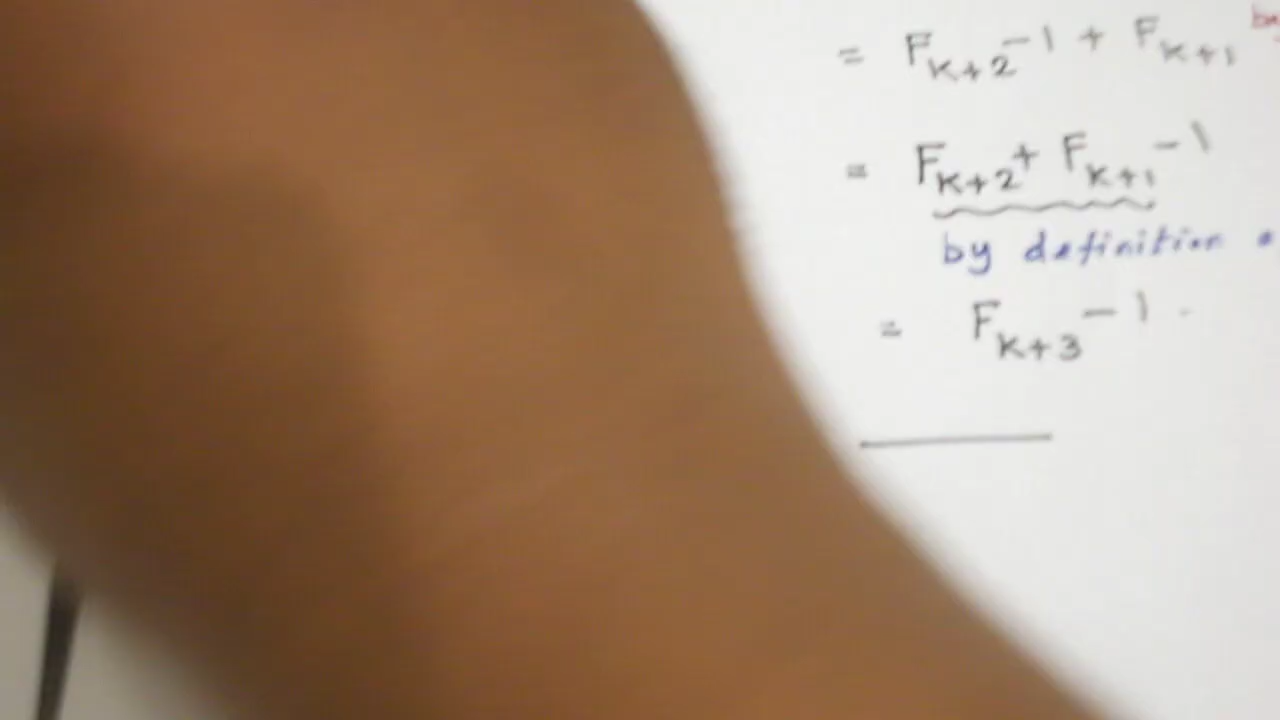 = F_{k+2} - 1 + F_{k+1}
= F_{k+2} + F_{k+1} - 1
by definition
= F_{k+3} - 1 .